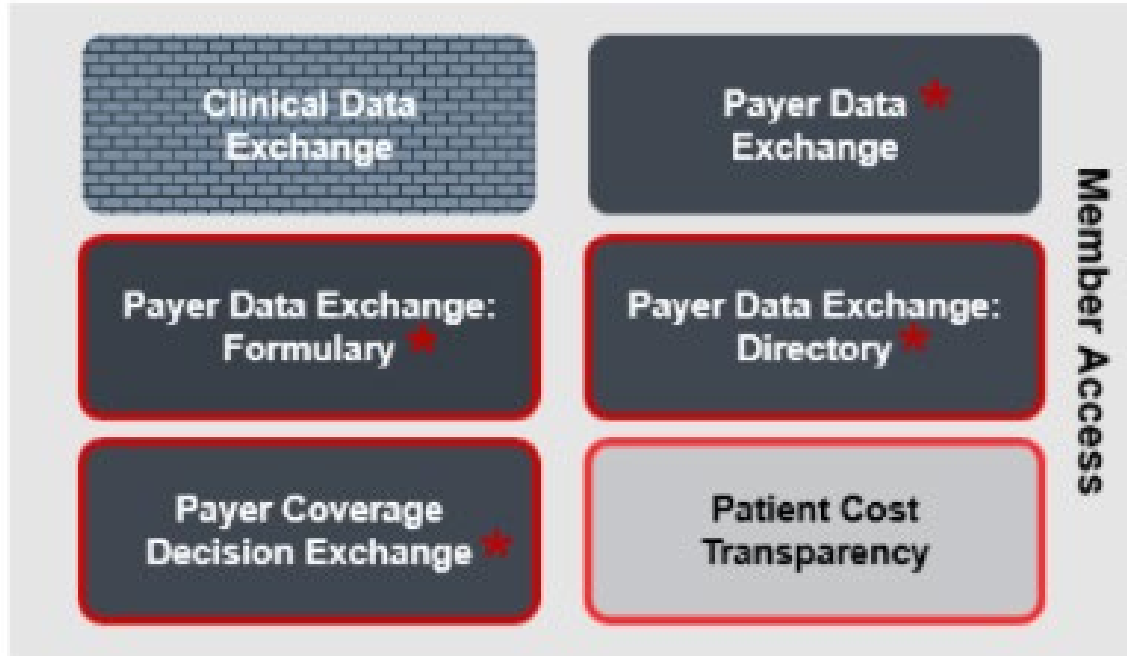 Clinical Data
Exchange
Payer Data *
Exchange
Payer Data Exchange:
Formulary *
Payer Data Exchange:
Directory *
Payer Coverage
Decision Exchange *
Patient Cost
Transparency
Member Access